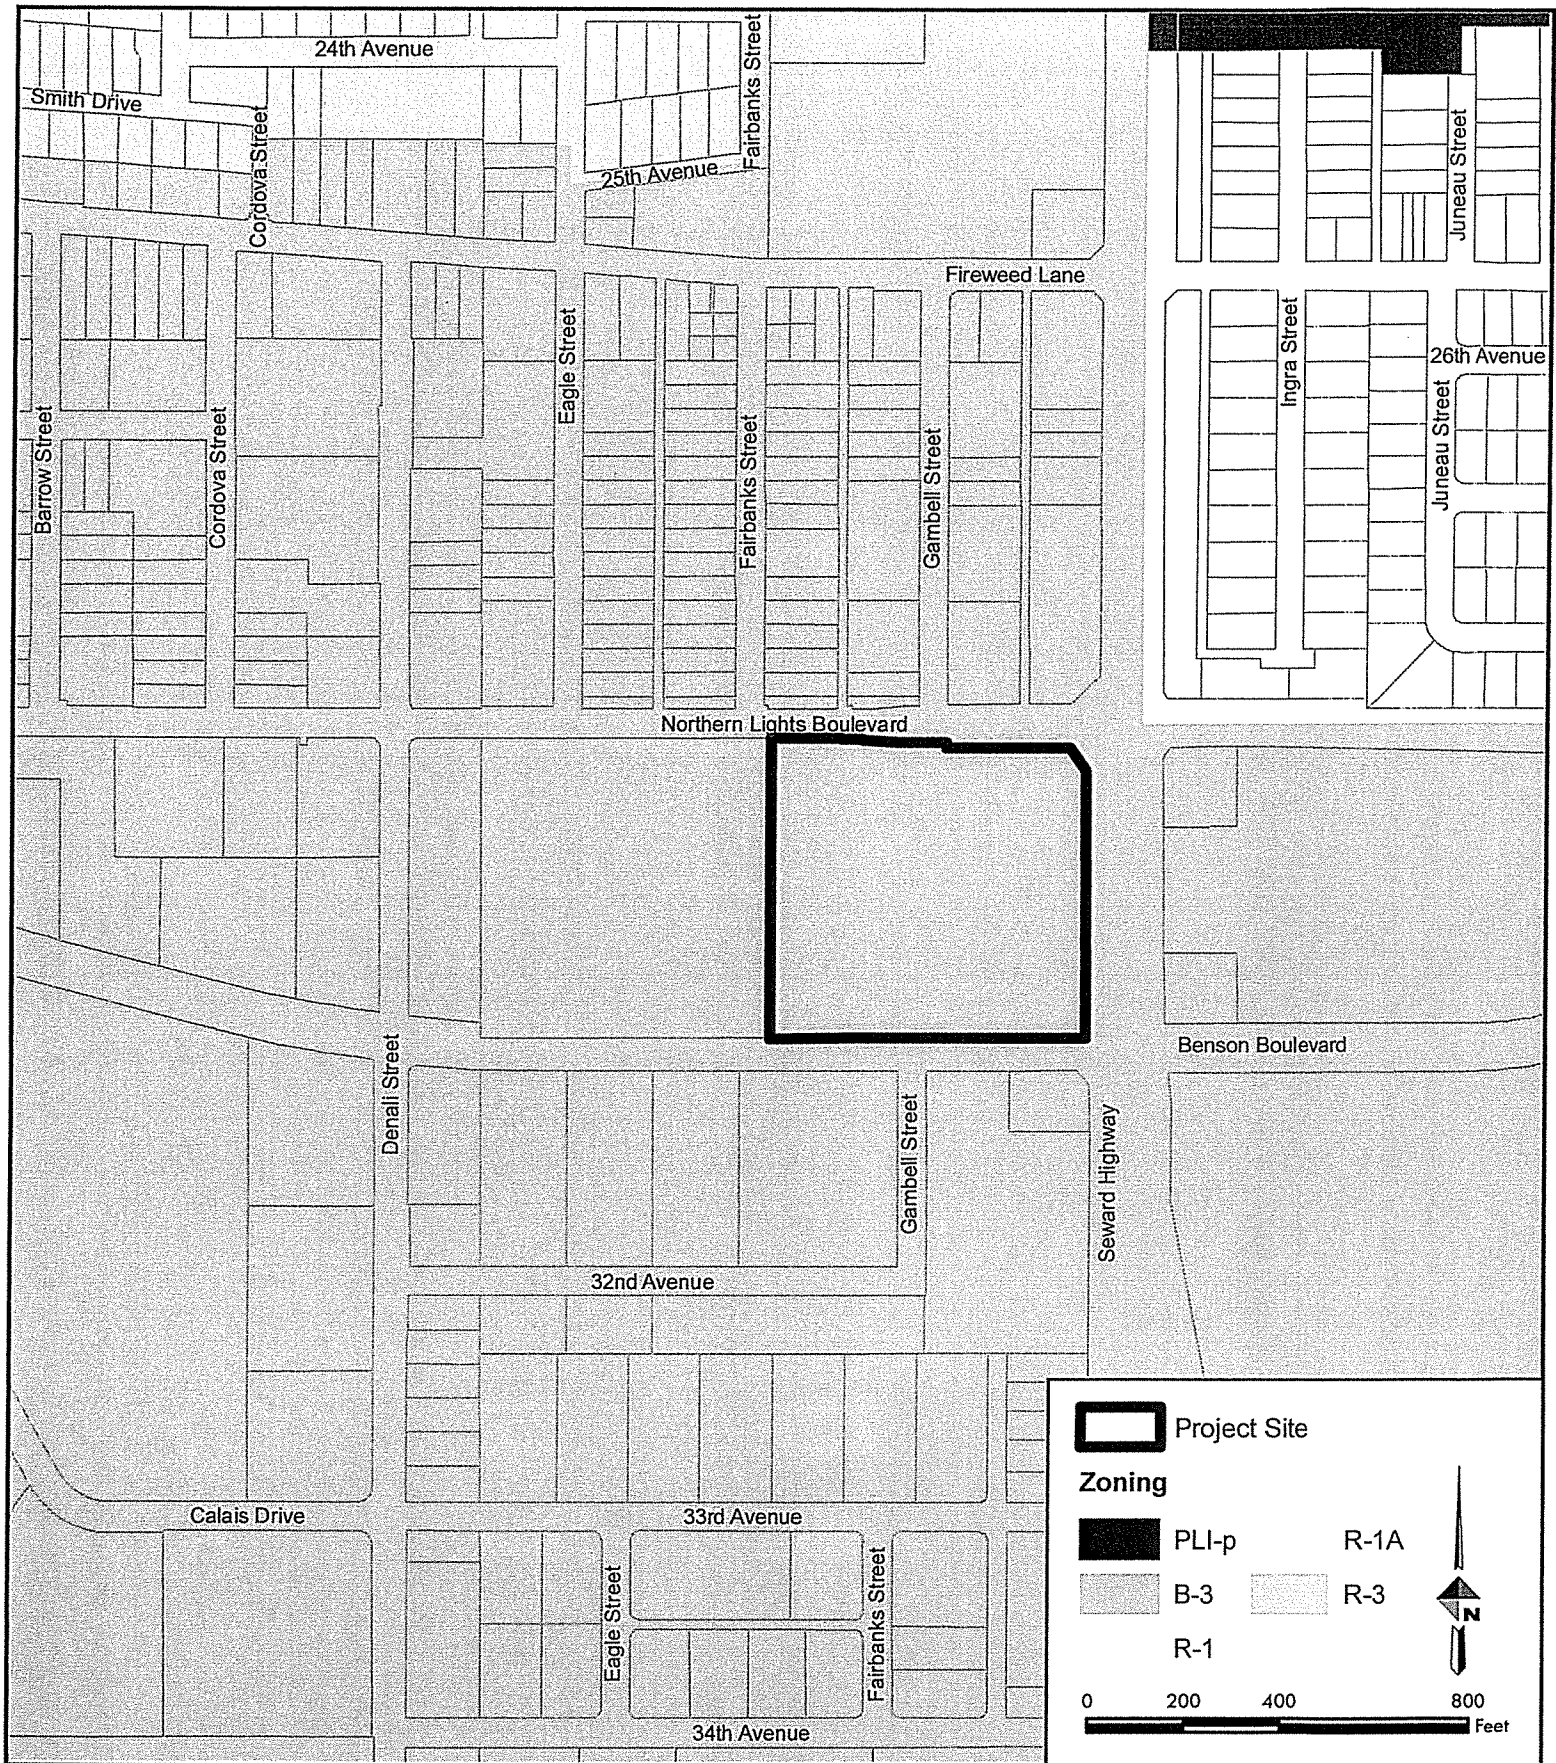 24th Avenue
Smith Drive
Cordova Street
Fairbanks Street
25th Avenue
Juneau Street
Fireweed Lane
Barrow Street
Cordova Street
Eagle Street
Fairbanks Street
Gambell Street
Ingra Street
26th Avenue
Juneau Street
Northern Lights Boulevard
Denali Street
Benson Boulevard
Gambell Street
Seward Highway
32nd Avenue
Calais Drive
33rd Avenue
Eagle Street
Fairbanks Street
34th Avenue
Project Site
Zoning
PLI-p
R-1A
B-3
R-3
R-1
N
0 200 400 800
Feet